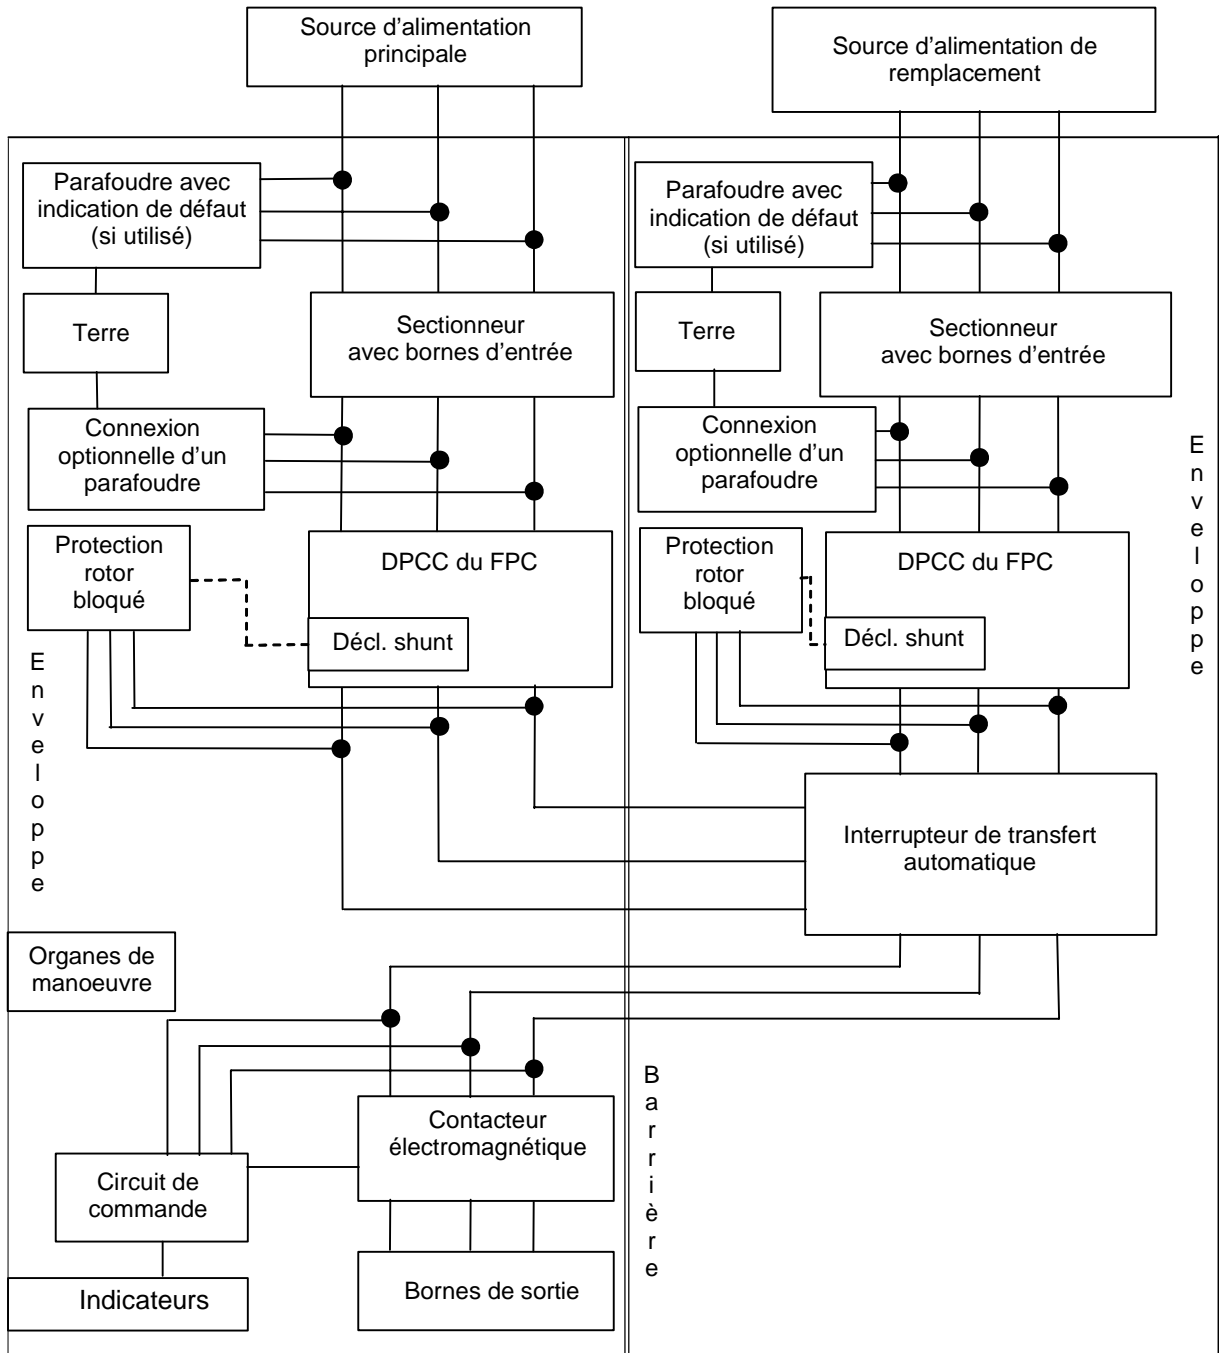 Source d'alimentation
principale
Source d'alimentation de
remplacement
Parafoudre avec
indication de défaut
(si utilisé)
Parafoudre avec
indication de défaut
(si utilisé)
Terre
Sectionneur
avec bornes d'entrée
Terre
Sectionneur
avec bornes d'entrée
Connexion
optionnelle d'un
parafoudre
Connexion
optionnelle d'un
parafoudre
Enveloppe
Protection
rotor
bloqué
DPCC du FPC
Décl. shunt
Protection
rotor
bloqué
DPCC du FPC
Décl. shunt
Enveloppe
Interrupteur de transfert
automatique
Organes de
manoeuvre
Barrière
Contacteur
électromagnétique
Circuit de
commande
Indicateurs
Bornes de sortie